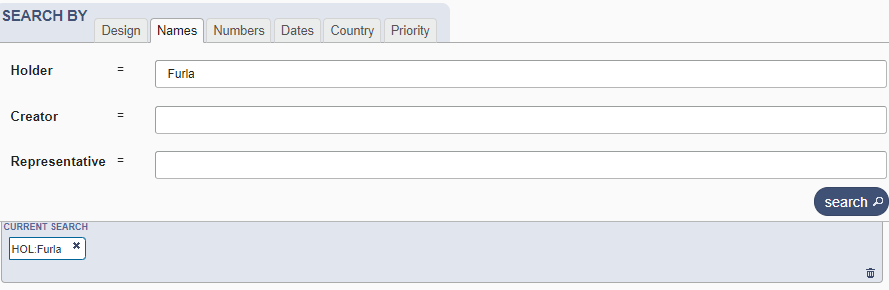 SEARCH BY
Design Names Numbers Dates Country Priority
Holder = Furla
Creator =
Representative =
search
CURRENT SEARCH
HOL:Furla ×